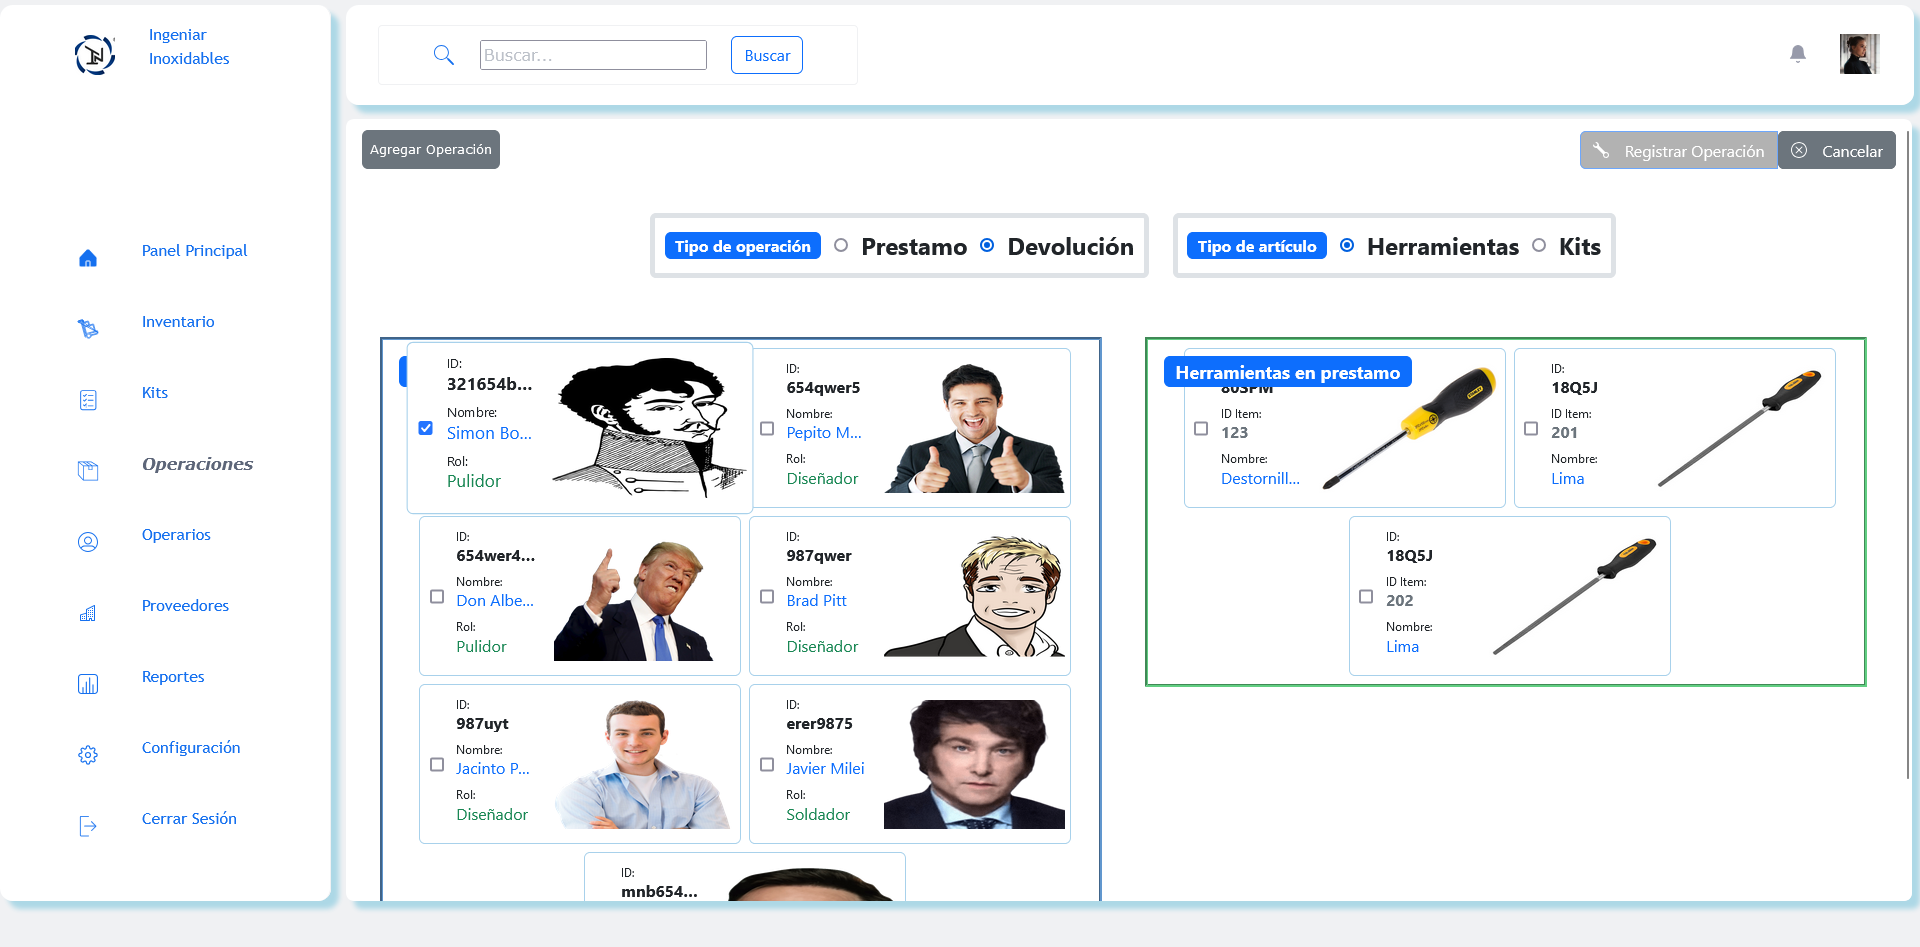 Ingeniar
Inoxidables
Buscar...
Buscar
Agregar Operación
Registrar Operación
Cancelar
Tipo de operación
Prestamo
Devolución
Tipo de artículo
Herramientas
Kits
Panel Principal
Inventario
Kits
Operaciones
Operarios
Proveedores
Reportes
Configuración
Cerrar Sesión
ID:
321654b...
Nombre:
Simon Bo...
Rol:
Pulidor
ID:
654qwer5
Nombre:
Pepito M...
Rol:
Diseñador
ID:
654wer4...
Nombre:
Don Albe...
Rol:
Pulidor
ID:
987qwer
Nombre:
Brad Pitt
Rol:
Diseñador
ID:
987uyt
Nombre:
Jacinto P...
Rol:
Diseñador
ID:
erer9875
Nombre:
Javier Milei
Rol:
Soldador
ID:
mnb654...
Herramientas en prestamo
ID Item:
123
Nombre:
Destornill...
ID:
18Q5J
ID Item:
201
Nombre:
Lima
ID:
18Q5J
ID Item:
202
Nombre:
Lima